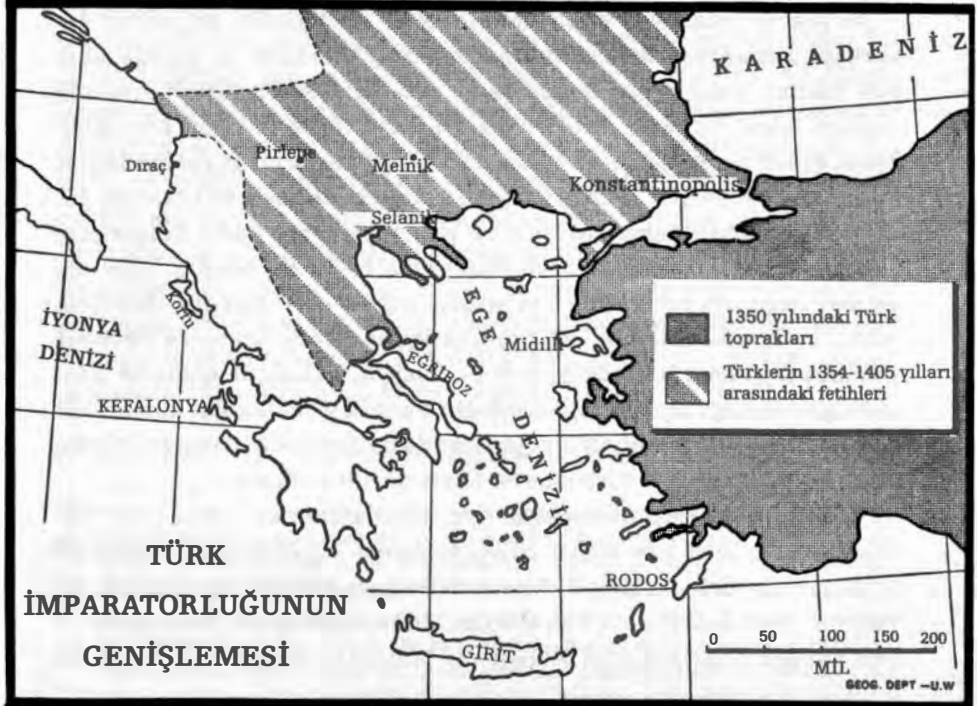 KARADENİZ
Dıraç
Pirlepe
Melnik
Konstantinopolis
Selanik
Korfu
İYONYA
DENİZİ
EGE
DENİZİ
Midilli
EĞRİBOZ
KEFALONYA
1350 yılındaki Türk
toprakları
Türklerin 1354-1405 yılları
arasındaki fetihleri
TÜRK
İMPARATORLUĞUNUN
GENİŞLEMESİ
RODOS
GİRİT
0 50 100 150 200
MİL
GEOG. DEPT –U.W